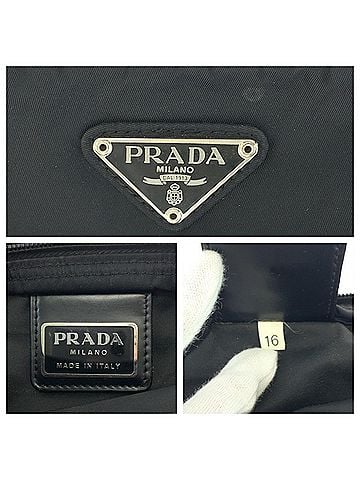 PRADA
MILANO
DAL 1913
PRADA
MILANO
MADE IN ITALY
16